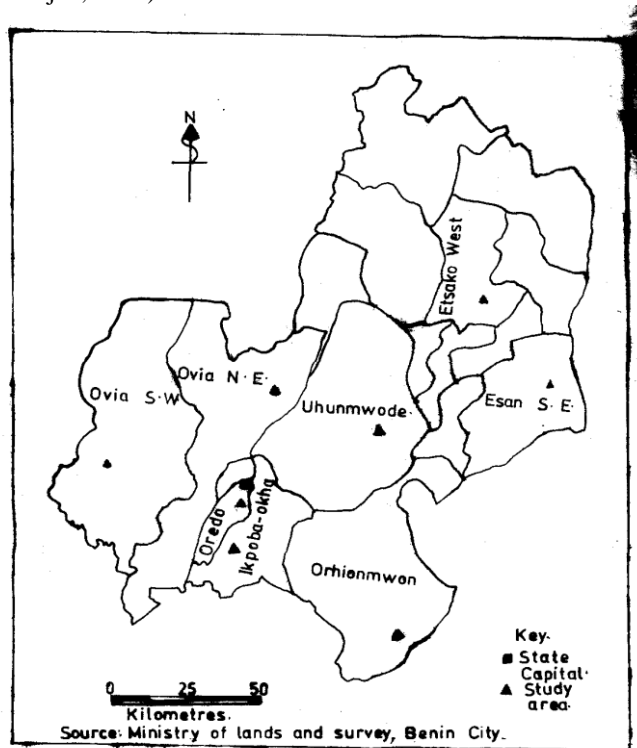 N
Etsako West
Ovia S.W.
Ovia N.E.
Uhunmwode
Esan S.E.
Oredo
Ikpoba-okha
Orhionmwon
Key.
State
Capital.
Study
area.
0 25 50
Kilometres.
Source: Ministry of lands and survey, Benin City.